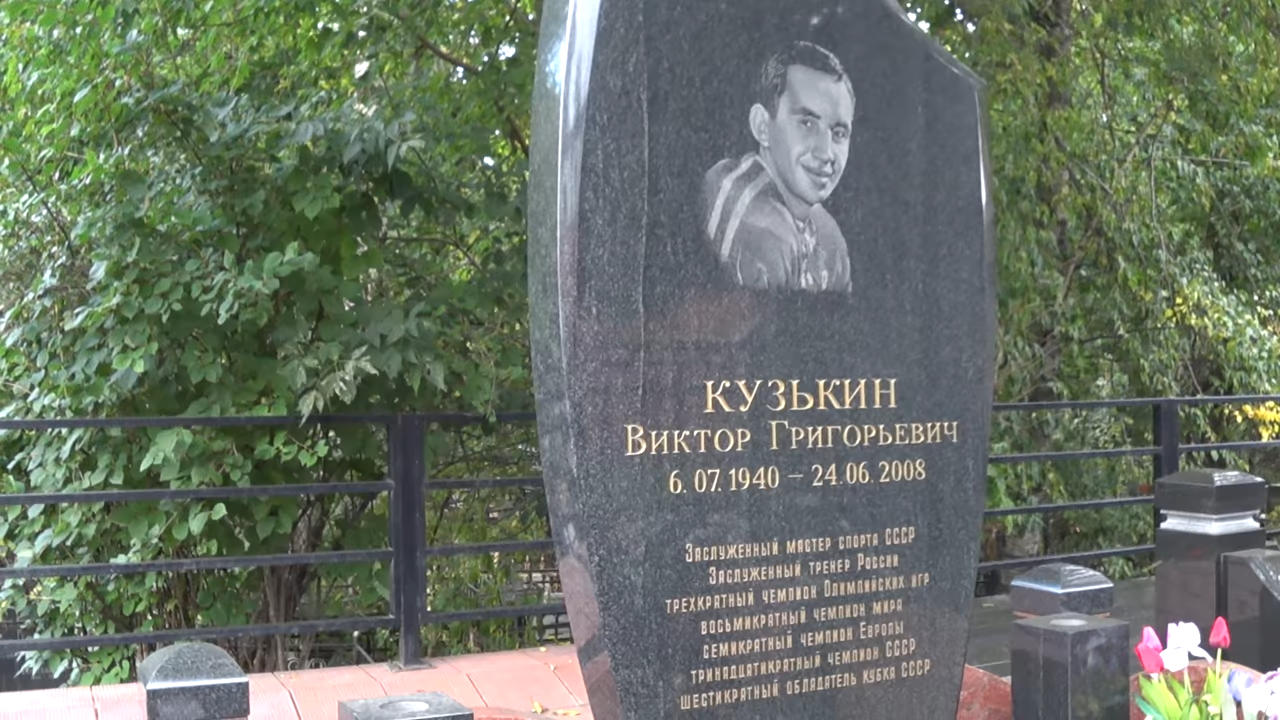 КУЗЬКИН
ВИКТОР ГРИГОРЬЕВИЧ
6.07.1940 – 24.06.2008
ЗАСЛУЖЕННЫЙ МАСТЕР СПОРТА СССР
ЗАСЛУЖЕННЫЙ ТРЕНЕР РОССИИ
ТРЕХКРАТНЫЙ ЧЕМПИОН ОЛИМПИЙСКИХ ИГР
ВОСЬМИКРАТНЫЙ ЧЕМПИОН МИРА
СЕМИКРАТНЫЙ ЧЕМПИОН ЕВРОПЫ
ТРИНАДЦАТИКРАТНЫЙ ЧЕМПИОН СССР
ШЕСТИКРАТНЫЙ ОБЛАДАТЕЛЬ КУБКА СССР